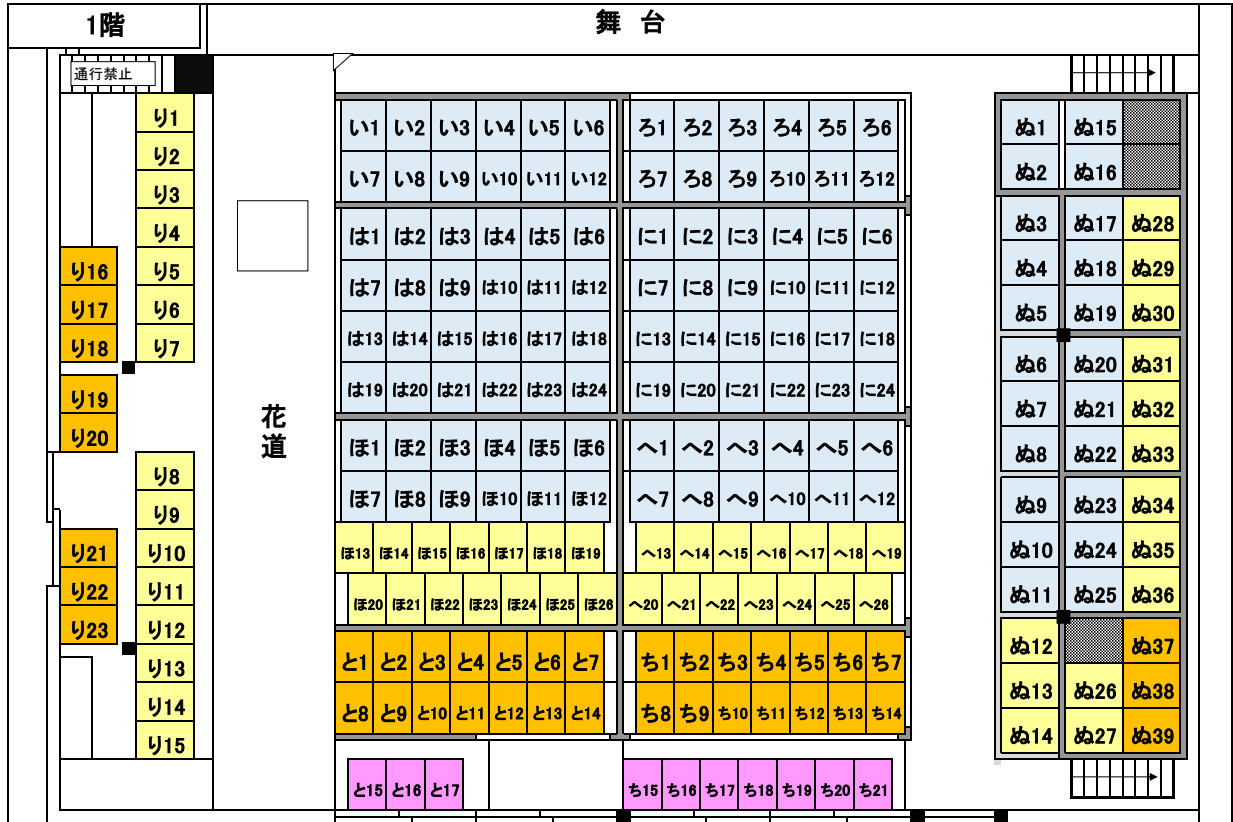 1階
舞台
通行禁止
花道
り1
り2
り3
り4
り5
り6
り7
り8
り9
り10
り11
り12
り13
り14
り15
り16
り17
り18
り19
り20
り21
り22
り23
い1 い2 い3 い4 い5 い6 ろ1 ろ2 ろ3 ろ4 ろ5 ろ6
い7 い8 い9 い10 い11 い12 ろ7 ろ8 ろ9 ろ10 ろ11 ろ12
は1 は2 は3 は4 は5 は6 に1 に2 に3 に4 に5 に6
は7 は8 は9 は10 は11 は12 に7 に8 に9 に10 に11 に12
は13 は14 は15 は16 は17 は18 に13 に14 に15 に16 に17 に18
は19 は20 は21 は22 は23 は24 に19 に20 に21 に22 に23 に24
ほ1 ほ2 ほ3 ほ4 ほ5 ほ6 へ1 へ2 へ3 へ4 へ5 へ6
ほ7 ほ8 ほ9 ほ10 ほ11 ほ12 へ7 へ8 へ9 へ10 へ11 へ12
ほ13 ほ14 ほ15 ほ16 ほ17 ほ18 ほ19 へ13 へ14 へ15 へ16 へ17 へ18 へ19
ほ20 ほ21 ほ22 ほ23 ほ24 ほ25 ほ26 へ20 へ21 へ22 へ23 へ24 へ25 へ26
と1 と2 と3 と4 と5 と6 と7 ち1 ち2 ち3 ち4 ち5 ち6 ち7
と8 と9 と10 と11 と12 と13 と14 ち8 ち9 ち10 ち11 ち12 ち13 ち14
と15 と16 と17 ち15 ち16 ち17 ち18 ち19 ち20 ち21
ぬ1 ぬ15
ぬ2 ぬ16
ぬ3 ぬ17 ぬ28
ぬ4 ぬ18 ぬ29
ぬ5 ぬ19 ぬ30
ぬ6 ぬ20 ぬ31
ぬ7 ぬ21 ぬ32
ぬ8 ぬ22 ぬ33
ぬ9 ぬ23 ぬ34
ぬ10 ぬ24 ぬ35
ぬ11 ぬ25 ぬ36
ぬ12 ぬ37
ぬ13 ぬ26 ぬ38
ぬ14 ぬ27 ぬ39